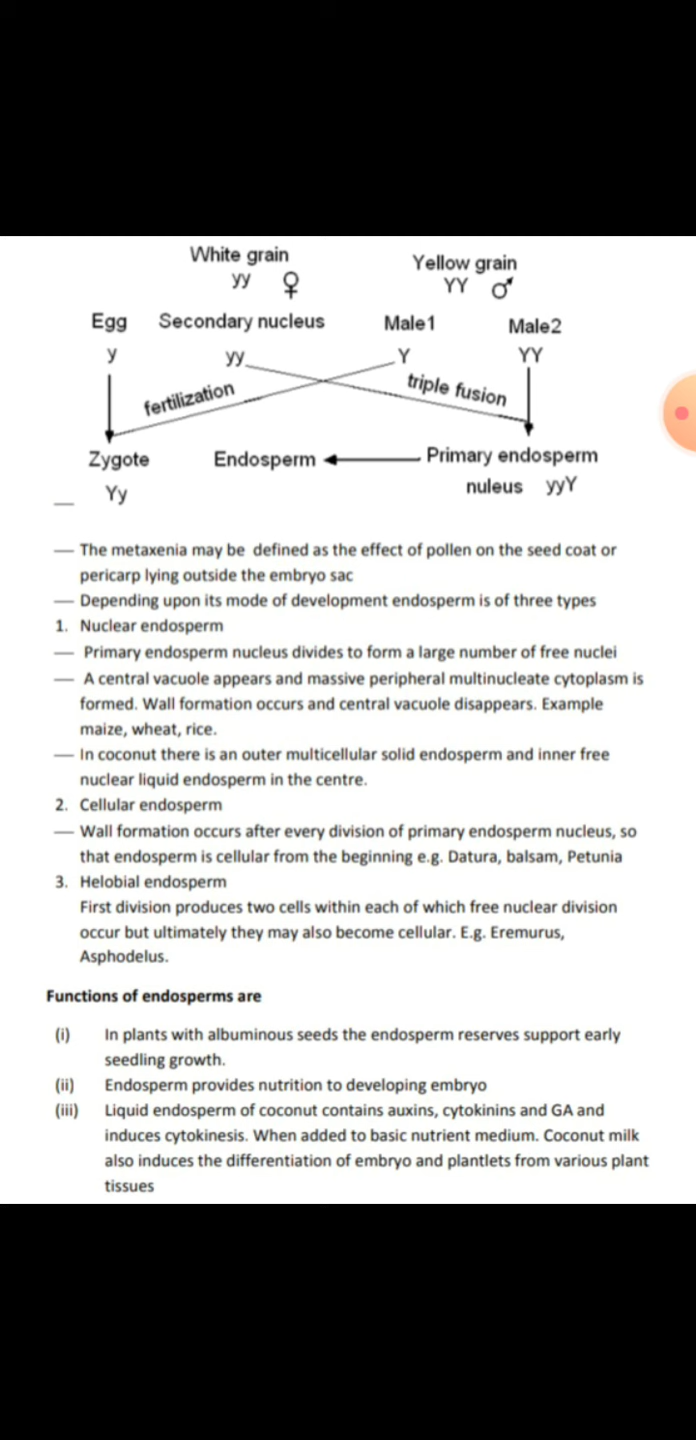 White grain
Yellow grain
yy ♀
YY ♂
Egg Secondary nucleus Male1 Male2
y yy Y YY
fertilization triple fusion
Zygote Endosperm Primary endosperm
Yy nuleus yyY
— The metaxenia may be defined as the effect of pollen on the seed coat or
pericarp lying outside the embryo sac
— Depending upon its mode of development endosperm is of three types
1. Nuclear endosperm
— Primary endosperm nucleus divides to form a large number of free nuclei
— A central vacuole appears and massive peripheral multinucleate cytoplasm is
formed. Wall formation occurs and central vacuole disappears. Example
maize, wheat, rice.
— In coconut there is an outer multicellular solid endosperm and inner free
nuclear liquid endosperm in the centre.
2. Cellular endosperm
— Wall formation occurs after every division of primary endosperm nucleus, so
that endosperm is cellular from the beginning e.g. Datura, balsam, Petunia
3. Helobial endosperm
First division produces two cells within each of which free nuclear division
occur but ultimately they may also become cellular. E.g. Eremurus,
Asphodelus.
Functions of endosperms are
(i) In plants with albuminous seeds the endosperm reserves support early
seedling growth.
(ii) Endosperm provides nutrition to developing embryo
(iii) Liquid endosperm of coconut contains auxins, cytokinins and GA and
induces cytokinesis. When added to basic nutrient medium. Coconut milk
also induces the differentiation of embryo and plantlets from various plant
tissues